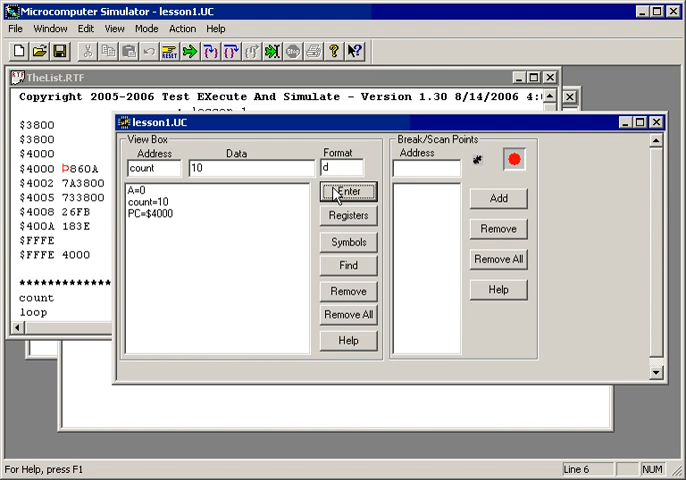 Microcomputer Simulator - lesson1.UC
File Window Edit View Mode Action Help
RESET STOP
RTF TheList.RTF
Copyright 2005-2006 Test EXecute And Simulate - Version 1.30 8/14/2006 4:
$3800
$3800
$4000
$4000 860A
$4002 7A3800
$4005 733800
$4008 26FB
$400A 183E
$FFFE
$FFFE 4000
*******************
count
loop
lesson1.UC
View Box
Address Data Format
count 10 d
A=0
count=10
PC=$4000
Enter
Registers
Symbols
Find
Remove
Remove All
Help
Break/Scan Points
Address
Add
Remove
Remove All
Help
For Help, press F1 Line 6 NUM